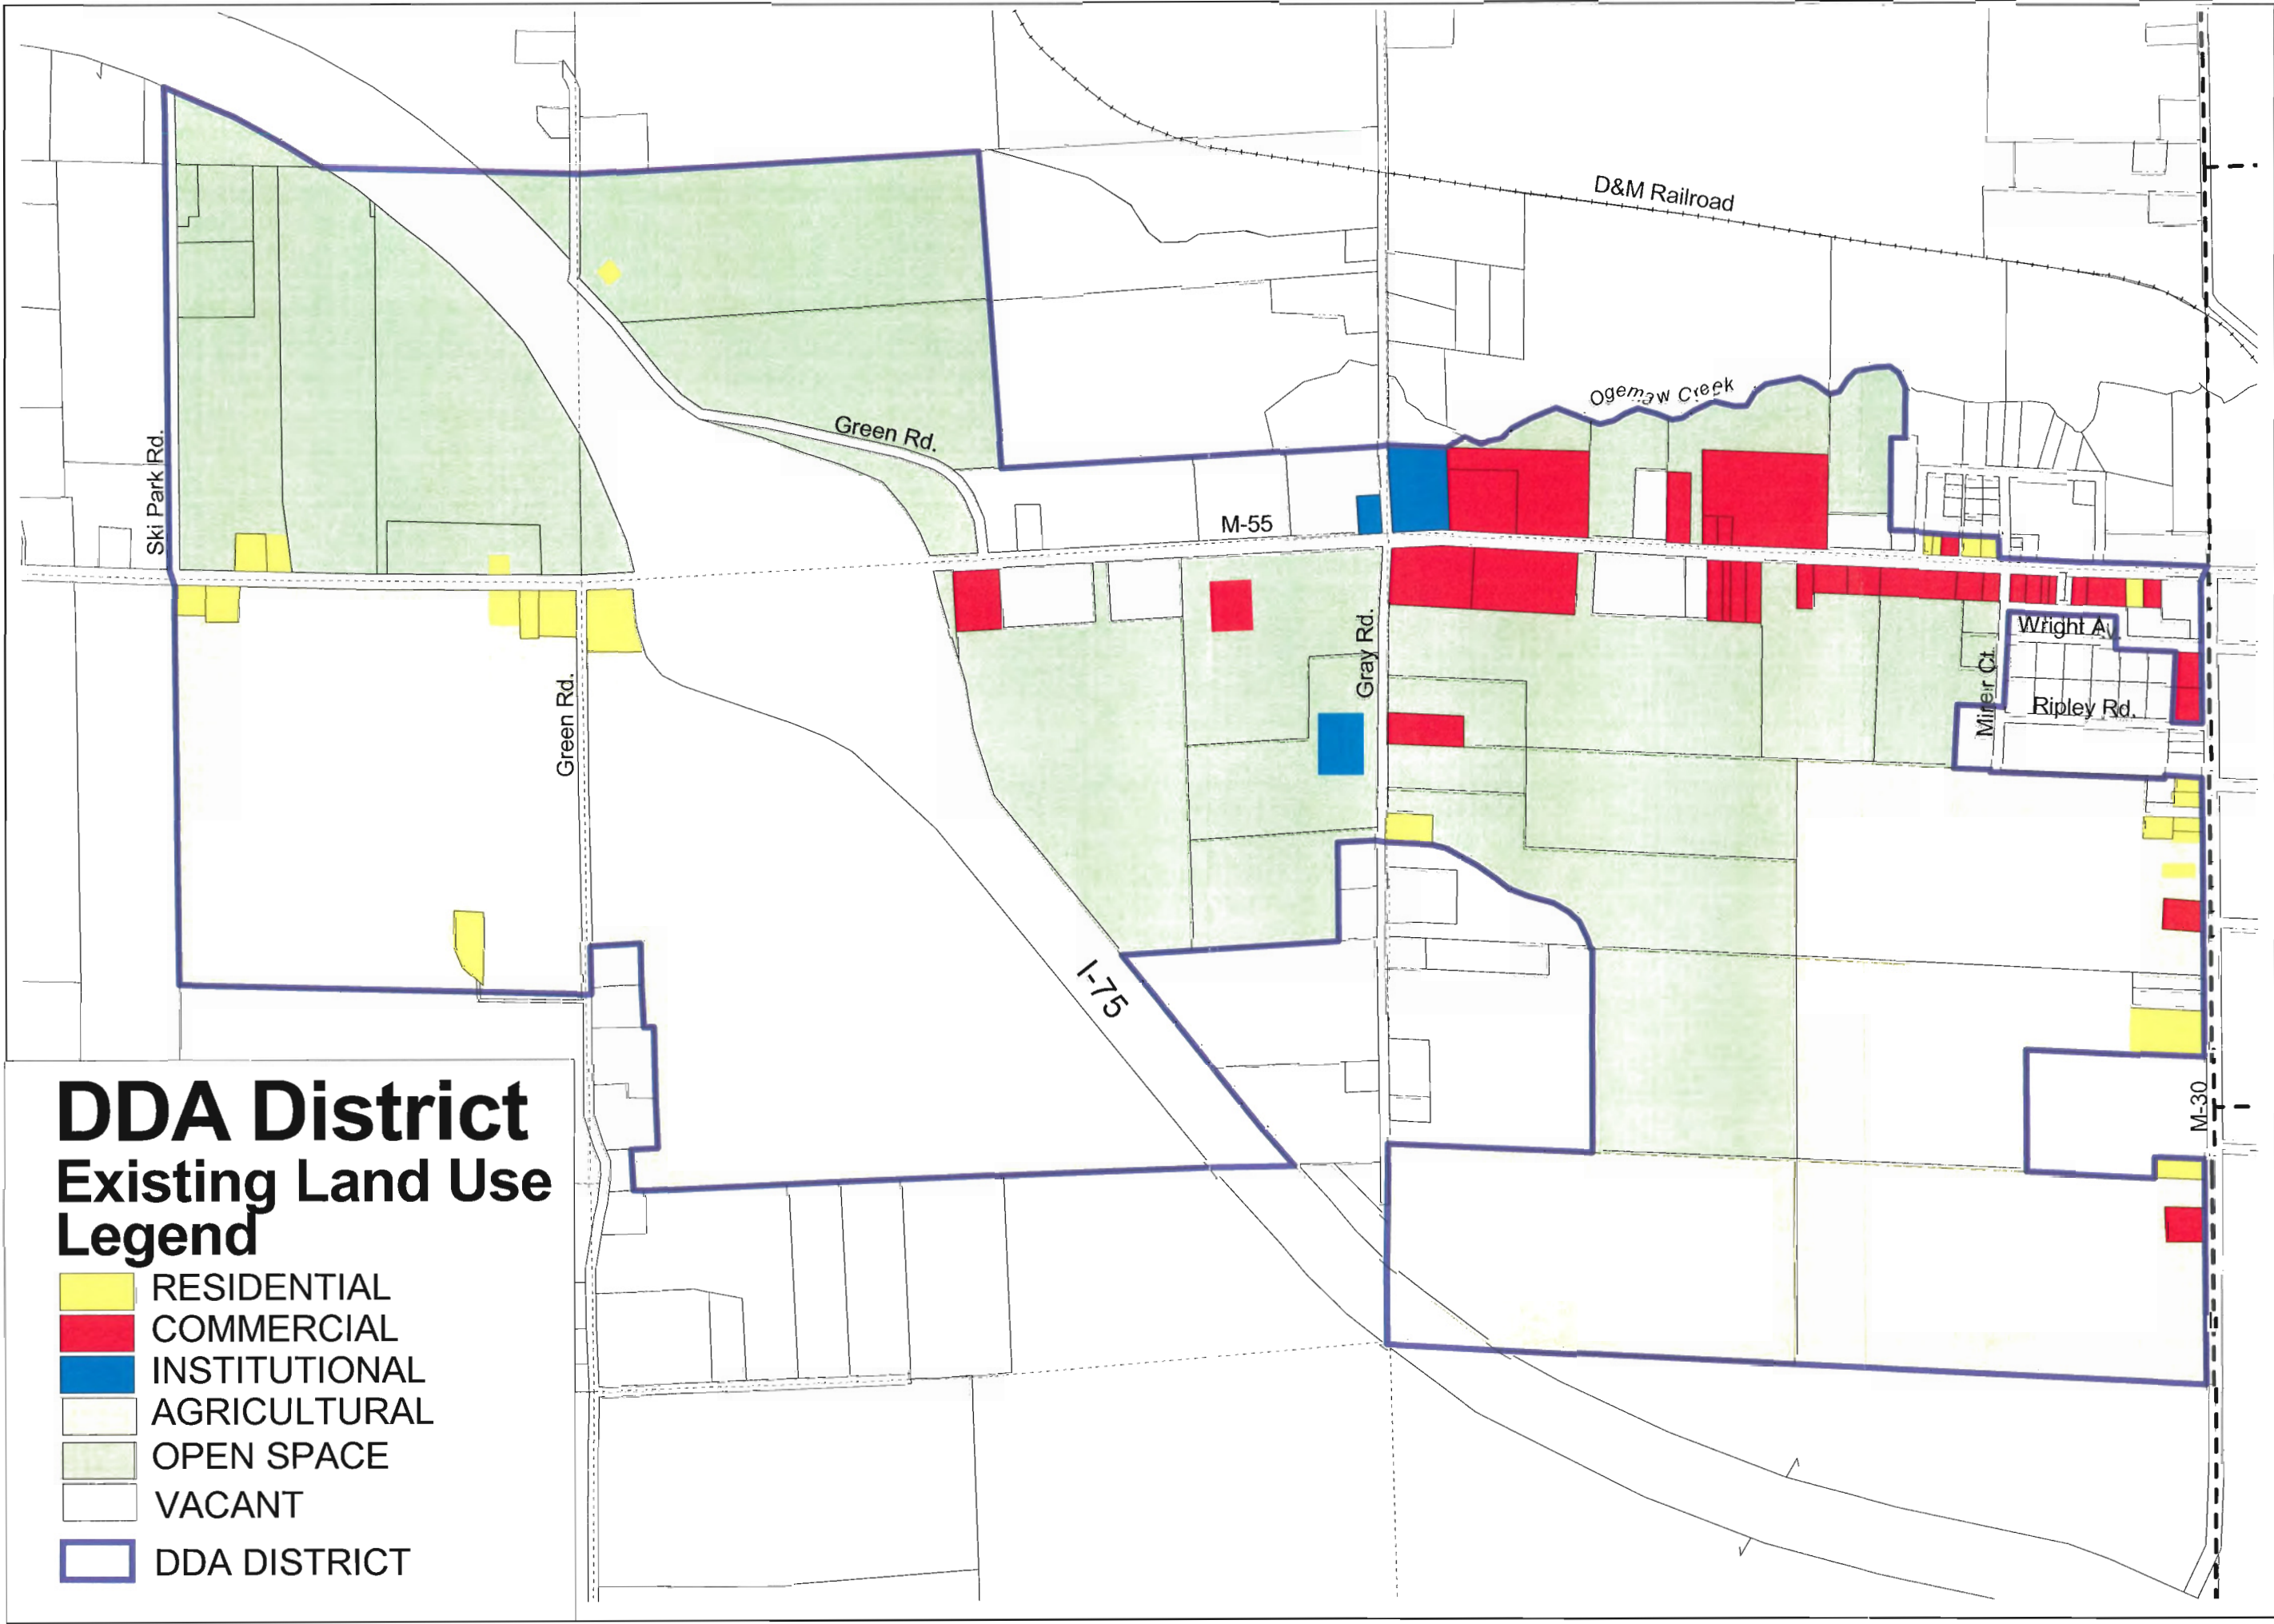 D&M Railroad
Ogemaw Creek
Green Rd.
Ski Park Rd.
M-55
Gray Rd.
Wright Av.
Miner Ct.
Ripley Rd.
Green Rd.
I-75
M-30
DDA District
Existing Land Use
Legend
RESIDENTIAL
COMMERCIAL
INSTITUTIONAL
AGRICULTURAL
OPEN SPACE
VACANT
DDA DISTRICT